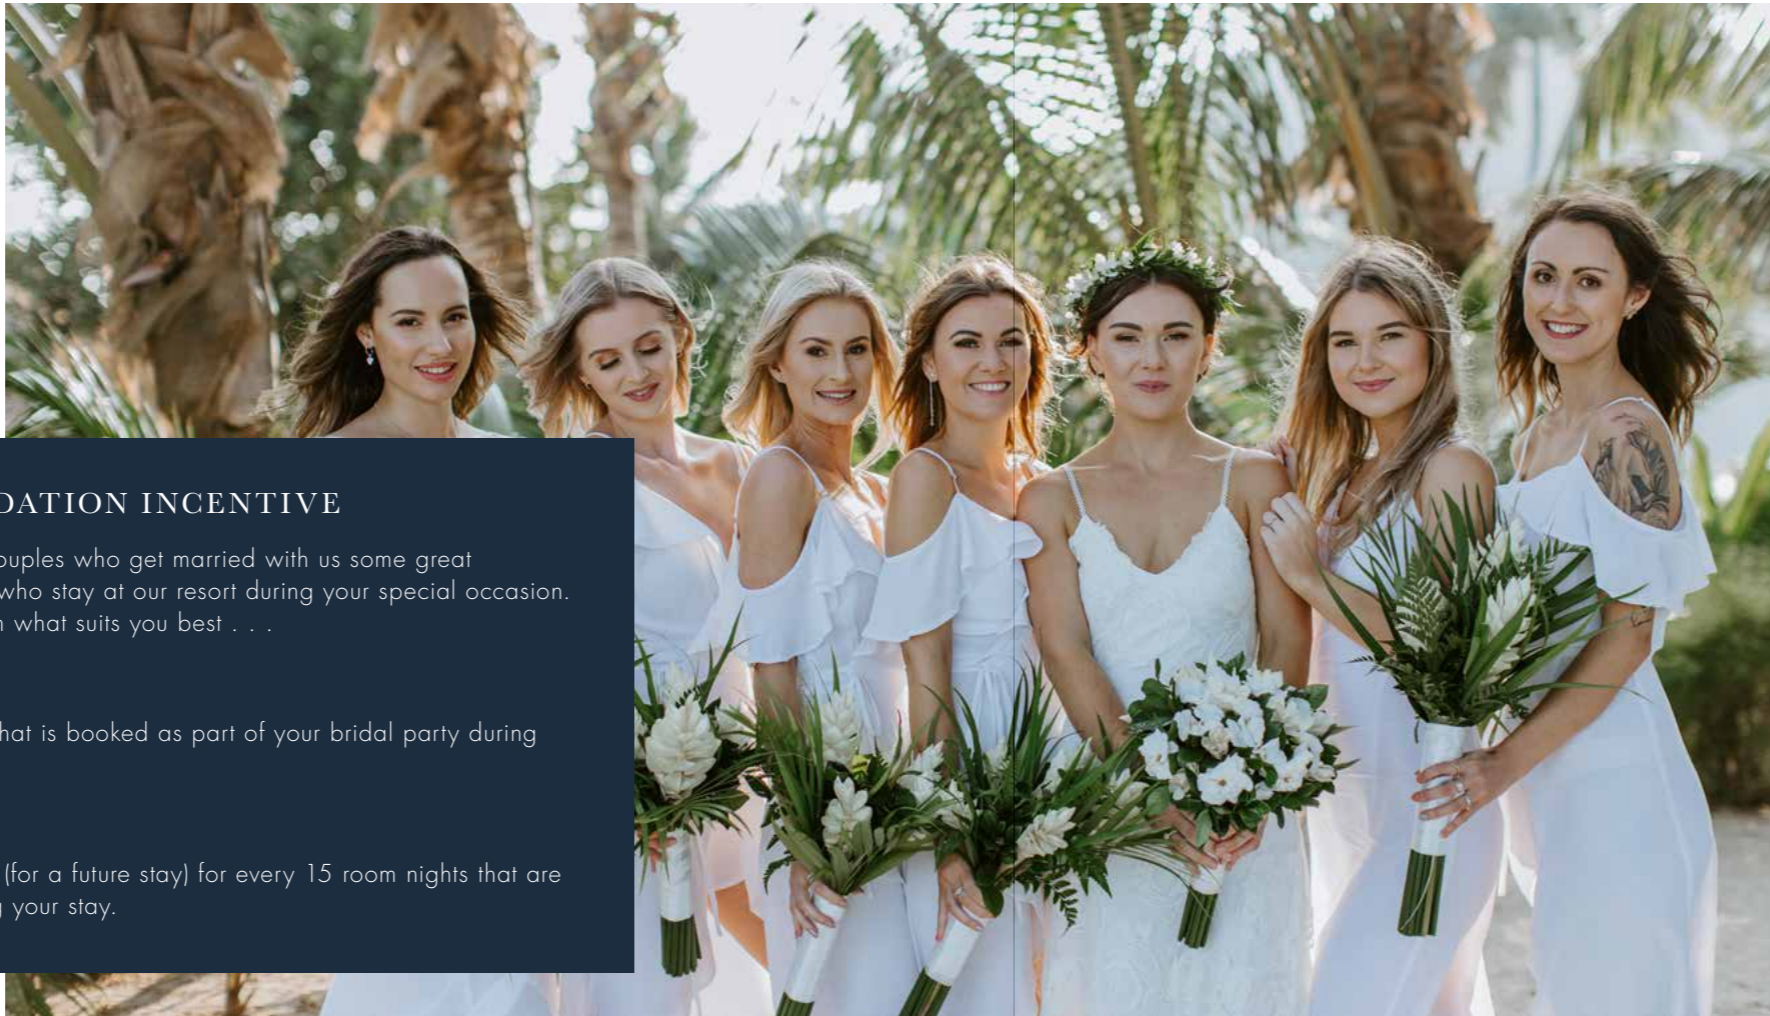 DATION INCENTIVE
ouples who get married with us some great
who stay at our resort during your special occasion.
what suits you best . . .
hat is booked as part of your bridal party during
(for a future stay) for every 15 room nights that are
your stay.